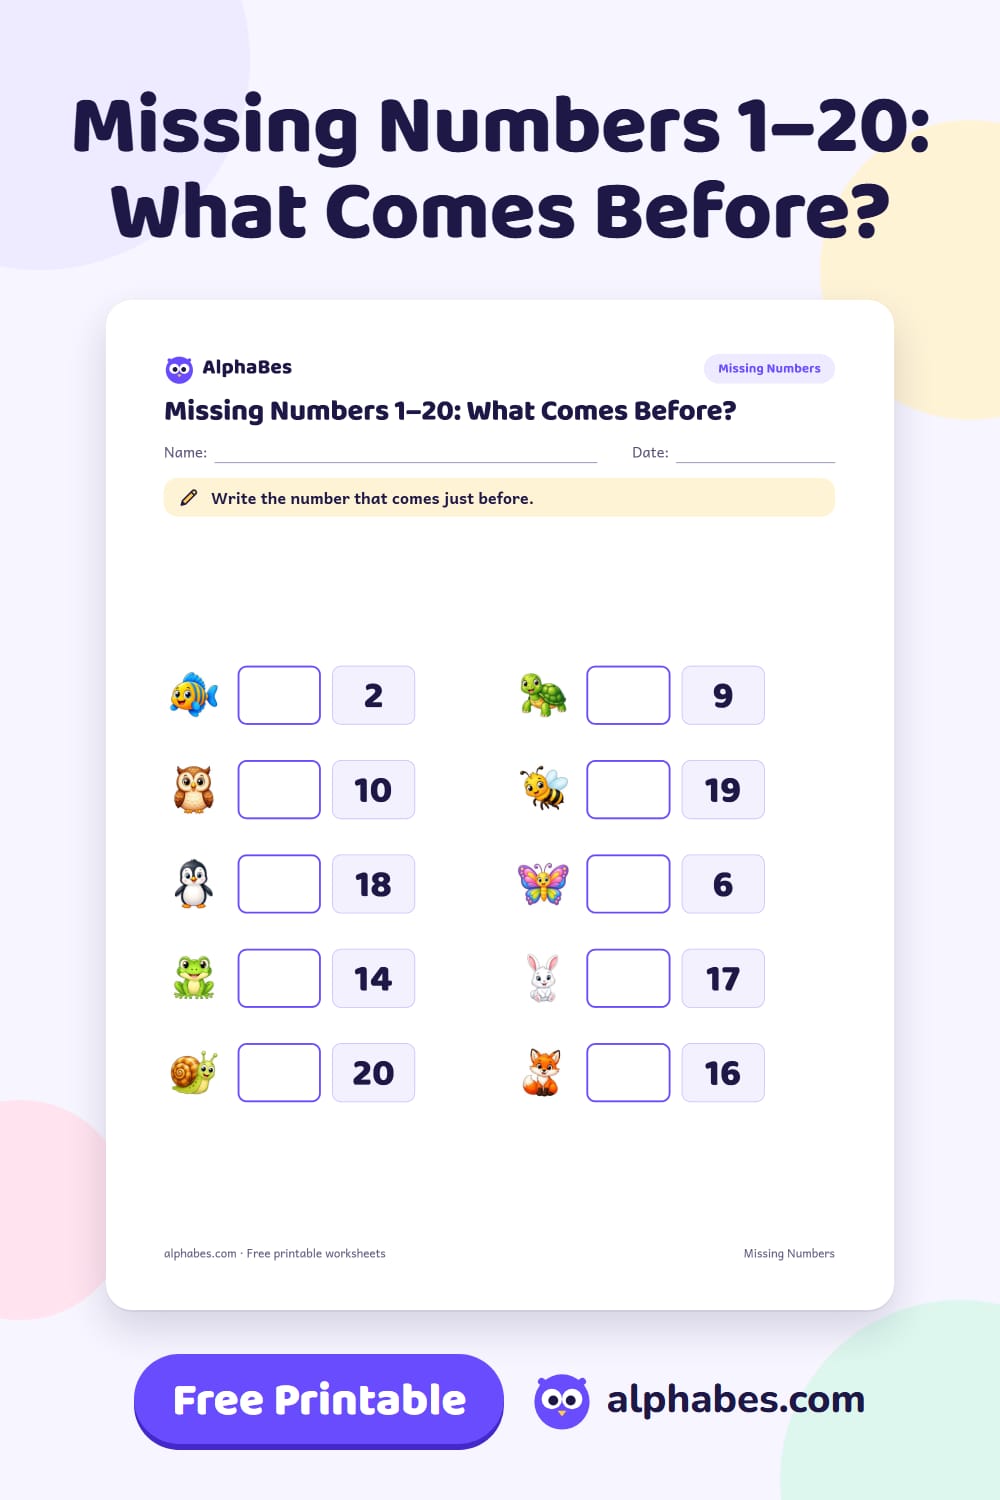 Missing Numbers 1–20:
What Comes Before?
AlphaBes
Missing Numbers
Missing Numbers 1–20: What Comes Before?
Name:
Date:
Write the number that comes just before.
2
9
10
19
18
6
14
17
20
16
alphabes.com · Free printable worksheets
Missing Numbers
Free Printable
alphabes.com